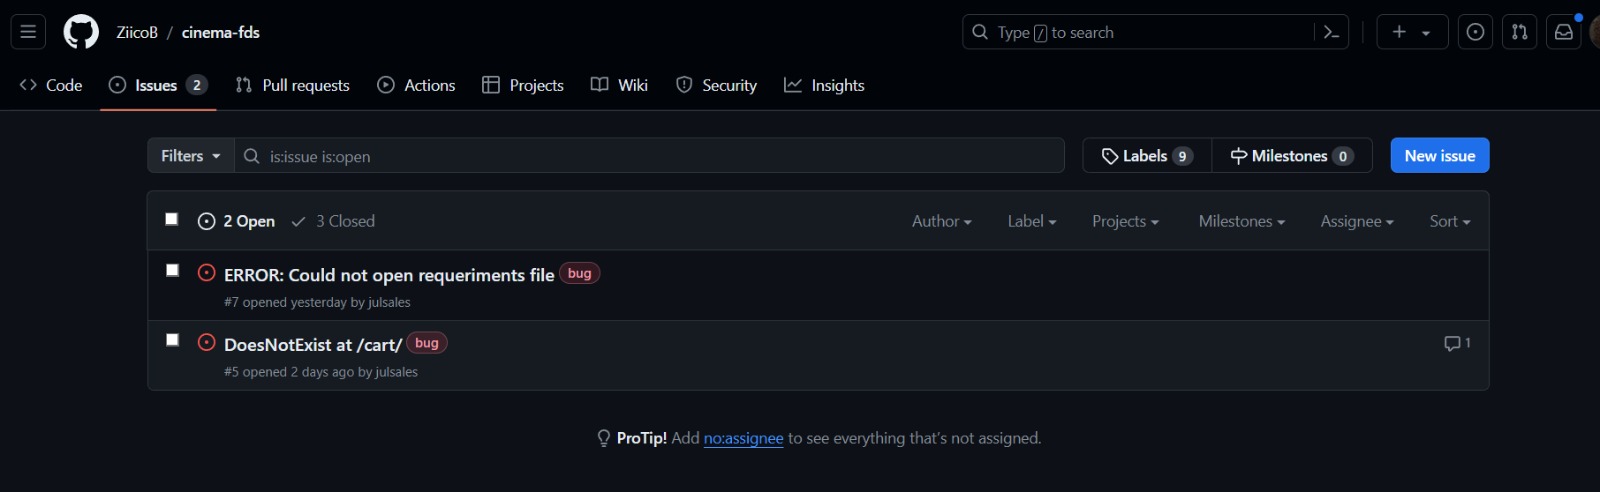 ZiicoB / cinema-fds
Type / to search
Code Issues 2 Pull requests Actions Projects Wiki Security Insights
Filters is:issue is:open Labels 9 Milestones 0 New issue
2 Open 3 Closed Author Label Projects Milestones Assignee Sort
ERROR: Could not open requeriments file bug
#7 opened yesterday by julsales
DoesNotExist at /cart/ bug 1
#5 opened 2 days ago by julsales
ProTip! Add no:assignee to see everything that's not assigned.